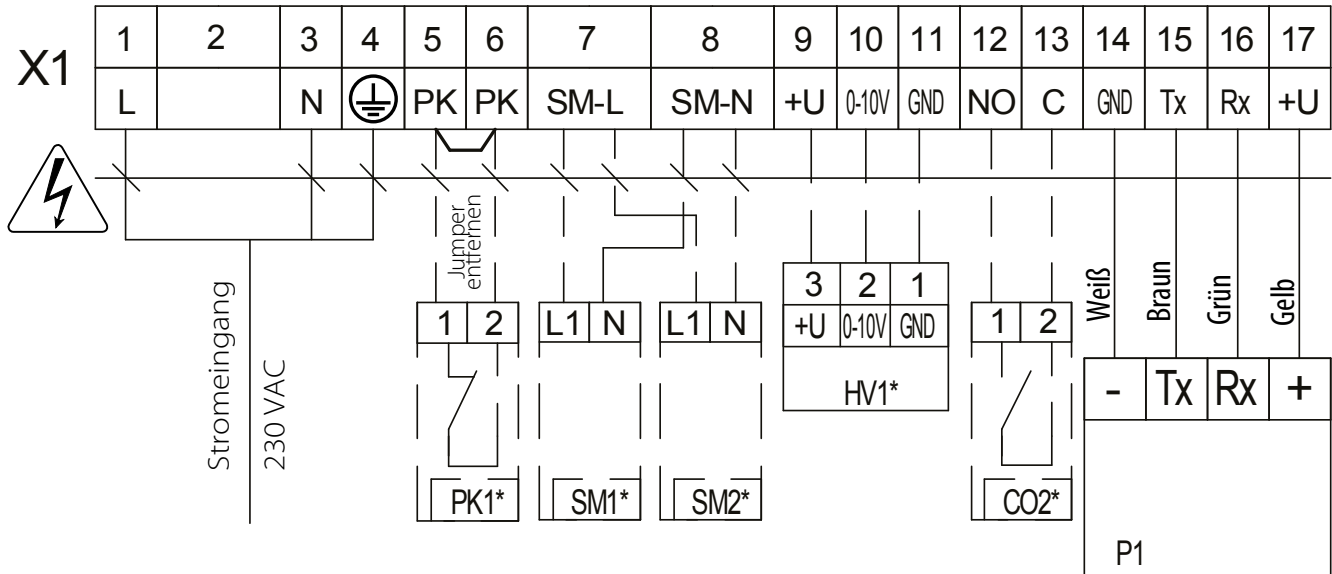 X1
1 2 3 4 5 6 7 8 9 10 11 12 13 14 15 16 17
L N PK PK SM-L SM-N +U 0-10V GND NO C GND Tx Rx +U
Jumper
entfernen
Stromeingang
230 VAC
1 2
PK1*
L1 N
SM1*
L1 N
SM2*
3 2 1
+U 0-10V GND
HV1*
1 2
CO2*
Weiß
Braun
Grün
Gelb
- Tx Rx +
P1